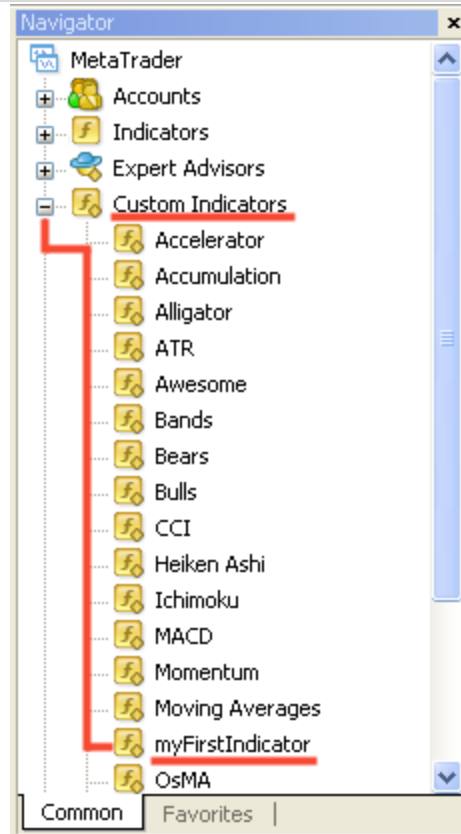 Navigator
MetaTrader
Accounts
Indicators
Expert Advisors
Custom Indicators
Accelerator
Accumulation
Alligator
ATR
Awesome
Bands
Bears
Bulls
CCI
Heiken Ashi
Ichimoku
MACD
Momentum
Moving Averages
myFirstIndicator
OsMA
Common Favorites